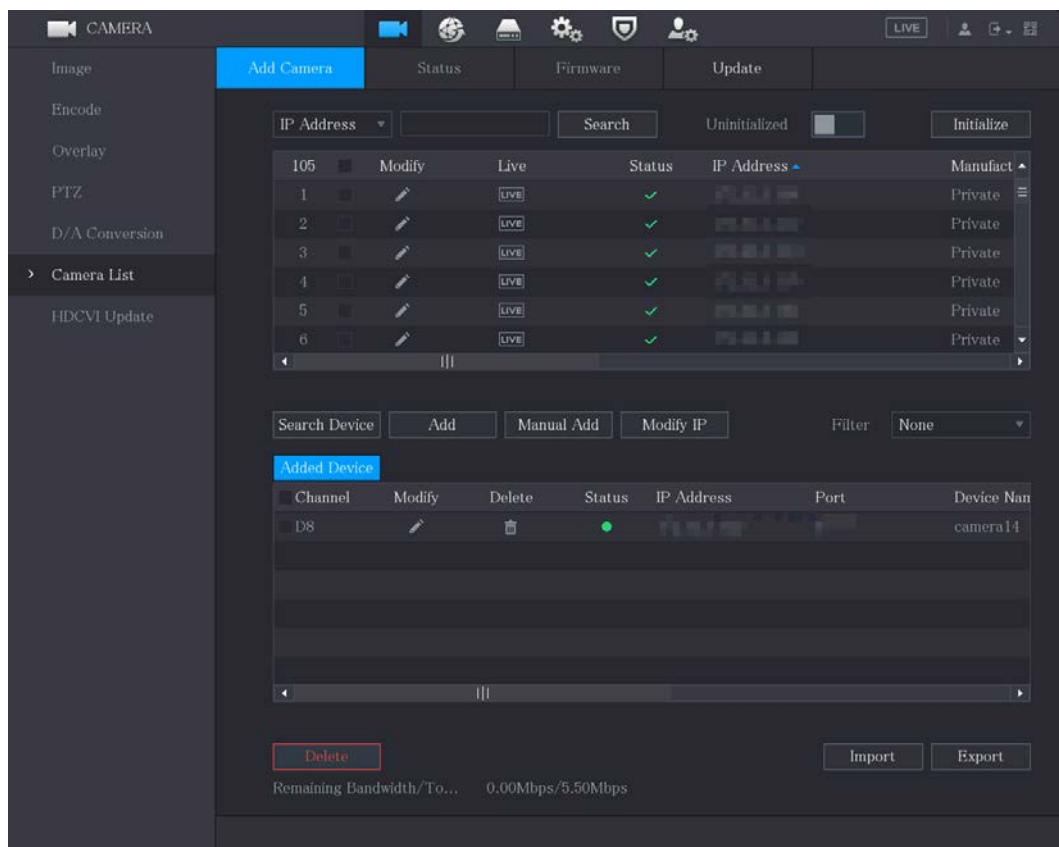 CAMERA LIVE
Image
Encode
Overlay
PTZ
D/A Conversion
Camera List
HDCVI Update
Add Camera Status Firmware Update
IP Address Search Uninitialized Initialize
105 Modify Live Status IP Address Manufact
1 LIVE Private
2 LIVE Private
3 LIVE Private
4 LIVE Private
5 LIVE Private
6 LIVE Private
Search Device Add Manual Add Modify IP Filter None
Added Device
Channel Modify Delete Status IP Address Port Device Nam
D8 camera14
Delete Import Export
Remaining Bandwidth/To... 0.00Mbps/5.50Mbps